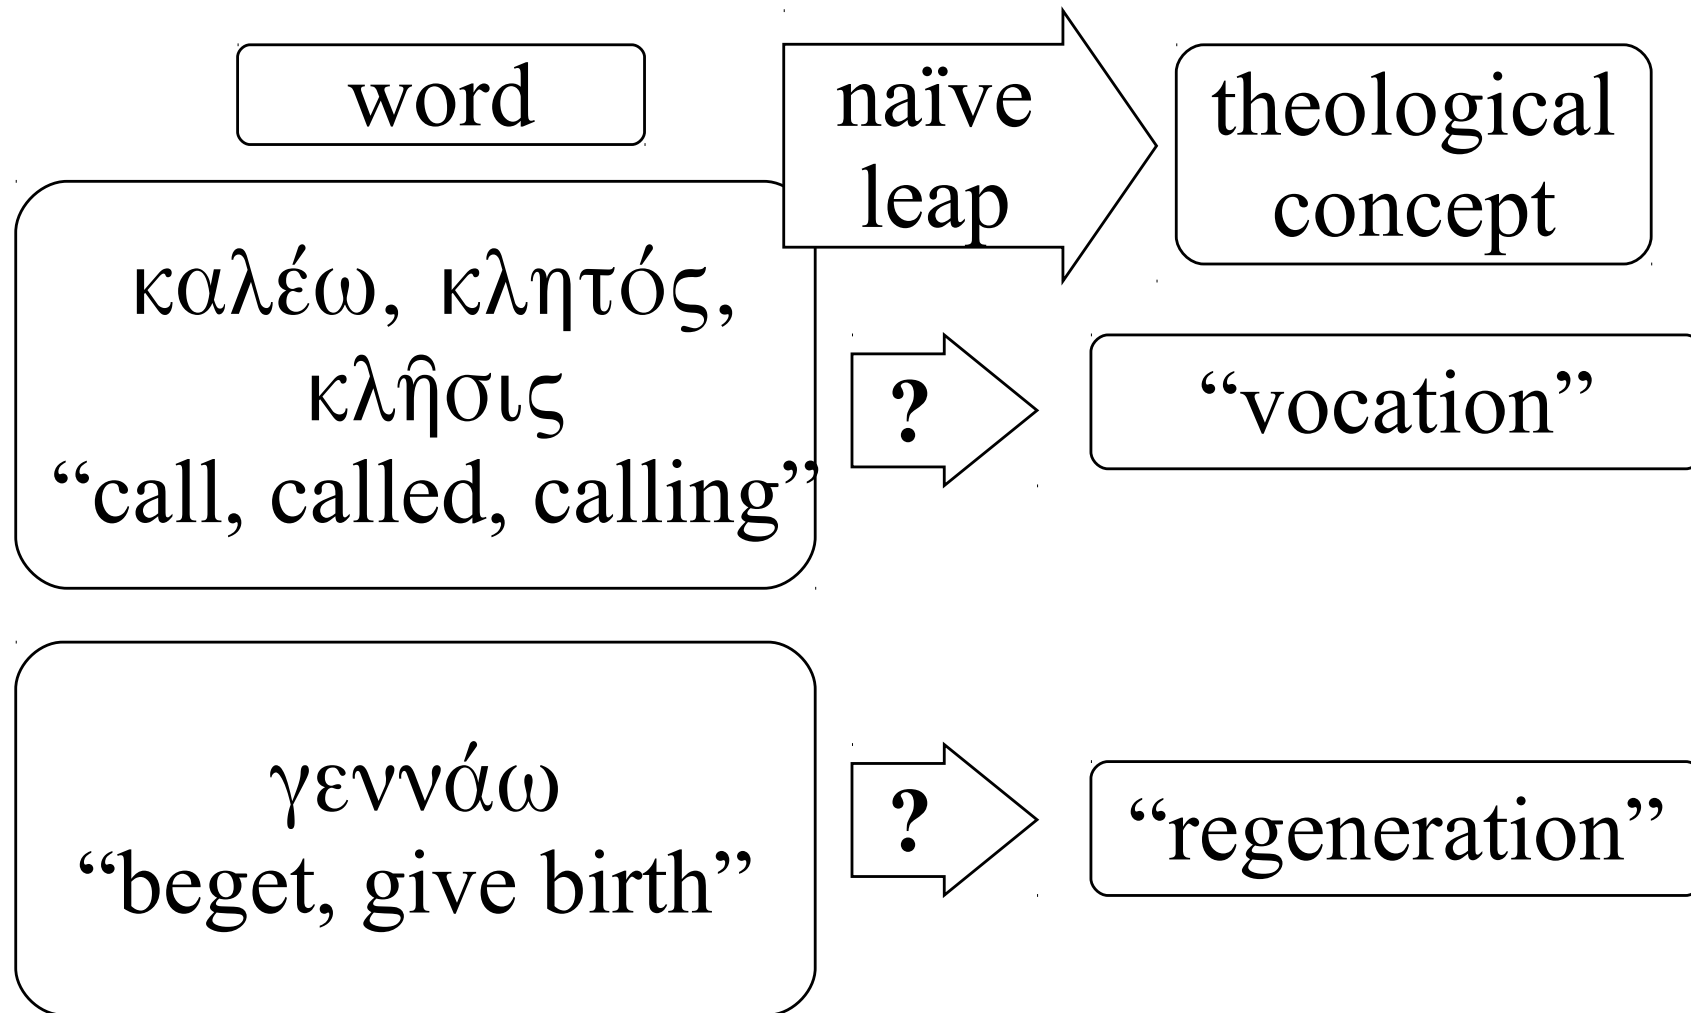 word
naïve
leap
theological
concept
καλέω, κλητός,
κλῆσις
“call, called, calling”
?
“vocation”
γεννάω
“beget, give birth”
?
“regeneration”